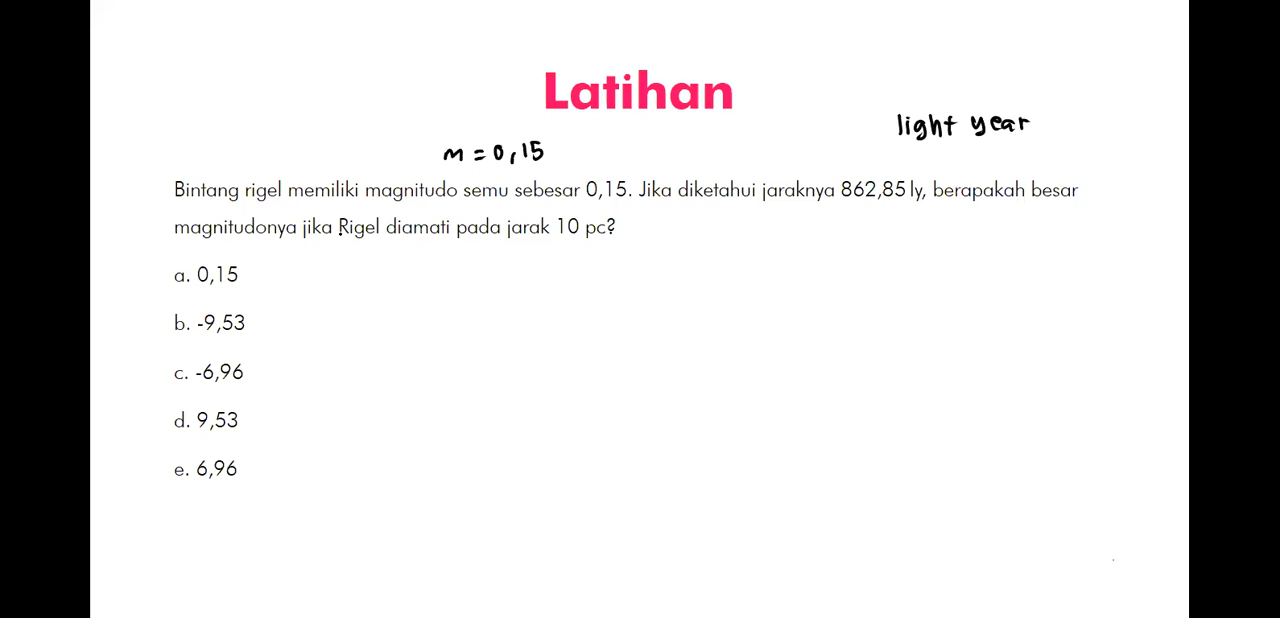 Latihan
light year
m = 0,15
Bintang rigel memiliki magnitudo semu sebesar 0,15. Jika diketahui jaraknya 862,85 ly, berapakah besar
magnitudonya jika Rigel diamati pada jarak 10 pc?
a. 0,15
b. -9,53
c. -6,96
d. 9,53
e. 6,96